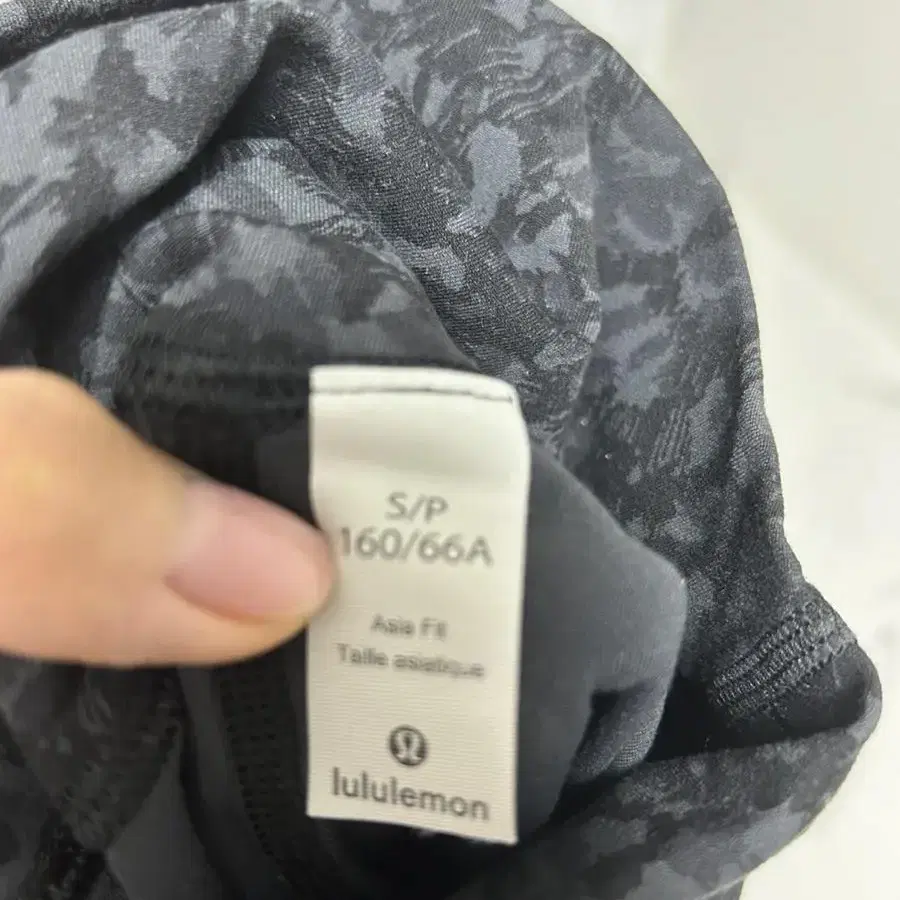 S/P
160/66A
Asia Fit
Taille asiatique
lululemon